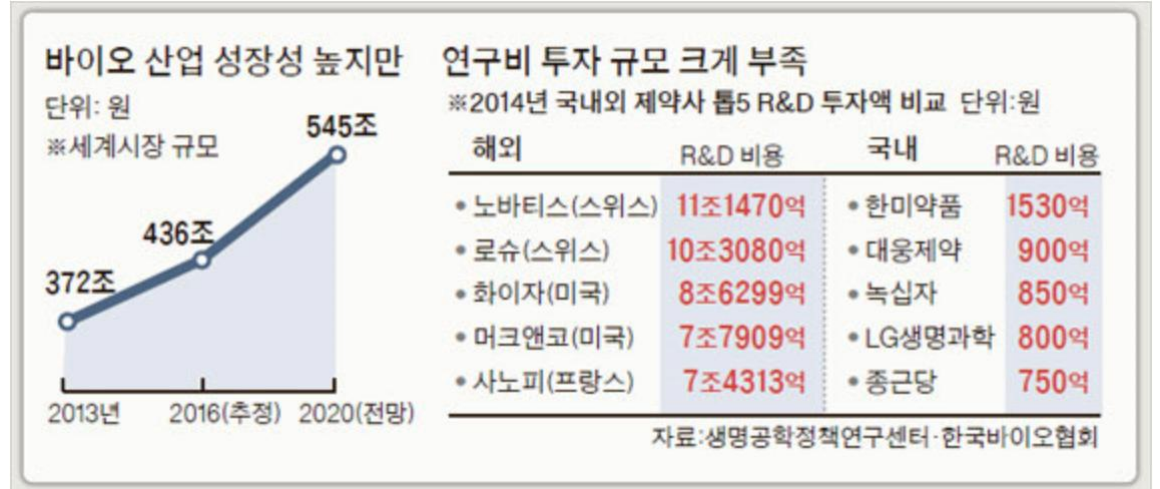 바이오 산업 성장성 높지만
단위: 원
※세계시장 규모
545조
436조
372조
2013년 2016(추정) 2020(전망)
연구비 투자 규모 크게 부족
※2014년 국내외 제약사 톱5 R&D 투자액 비교 단위:원
해외 R&D 비용 국내 R&D 비용
• 노바티스(스위스) 11조1470억 • 한미약품 1530억
• 로슈(스위스) 10조3080억 • 대웅제약 900억
• 화이자(미국) 8조6299억 • 녹십자 850억
• 머크앤코(미국) 7조7909억 • LG생명과학 800억
• 사노피(프랑스) 7조4313억 • 종근당 750억
자료:생명공학정책연구센터·한국바이오협회